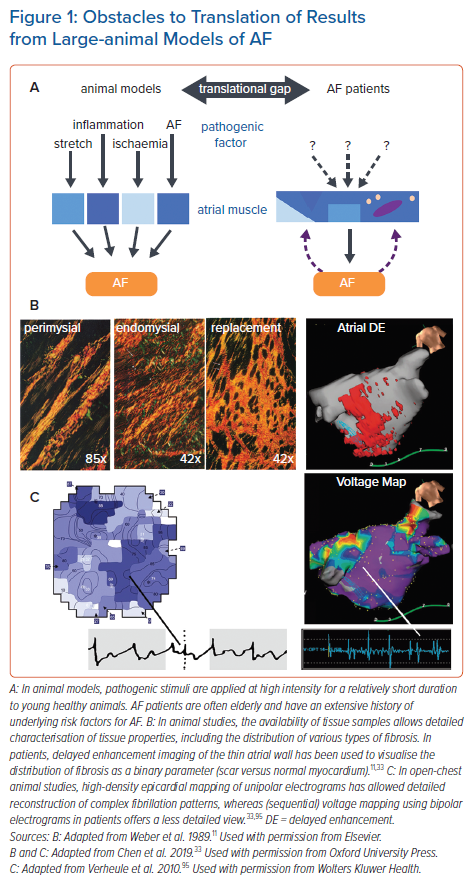 Figure 1: Obstacles to Translation of Results
from Large-animal Models of AF
A
animal models
translational gap
AF patients
inflammation
AF
stretch
ischaemia
pathogenic
factor
?
?
?
atrial muscle
AF
AF
B
perimysial
endomysial
replacement
Atrial DE
85x
42x
42x
C
Voltage Map
A: In animal models, pathogenic stimuli are applied at high intensity for a relatively short duration
to young healthy animals. AF patients are often elderly and have an extensive history of
underlying risk factors for AF. B: In animal studies, the availability of tissue samples allows detailed
characterisation of tissue properties, including the distribution of various types of fibrosis. In
patients, delayed enhancement imaging of the thin atrial wall has been used to visualise the
distribution of fibrosis as a binary parameter (scar versus normal myocardium).11,33 C: In open-chest
animal studies, high-density epicardial mapping of unipolar electrograms has allowed detailed
reconstruction of complex fibrillation patterns, whereas (sequential) voltage mapping using bipolar
electrograms in patients offers a less detailed view.33,95 DE = delayed enhancement.
Sources: B: Adapted from Weber et al. 1989.11 Used with permission from Elsevier.
B and C: Adapted from Chen et al. 2019.33 Used with permission from Oxford University Press.
C: Adapted from Verheule et al. 2010.95 Used with permission from Wolters Kluwer Health.